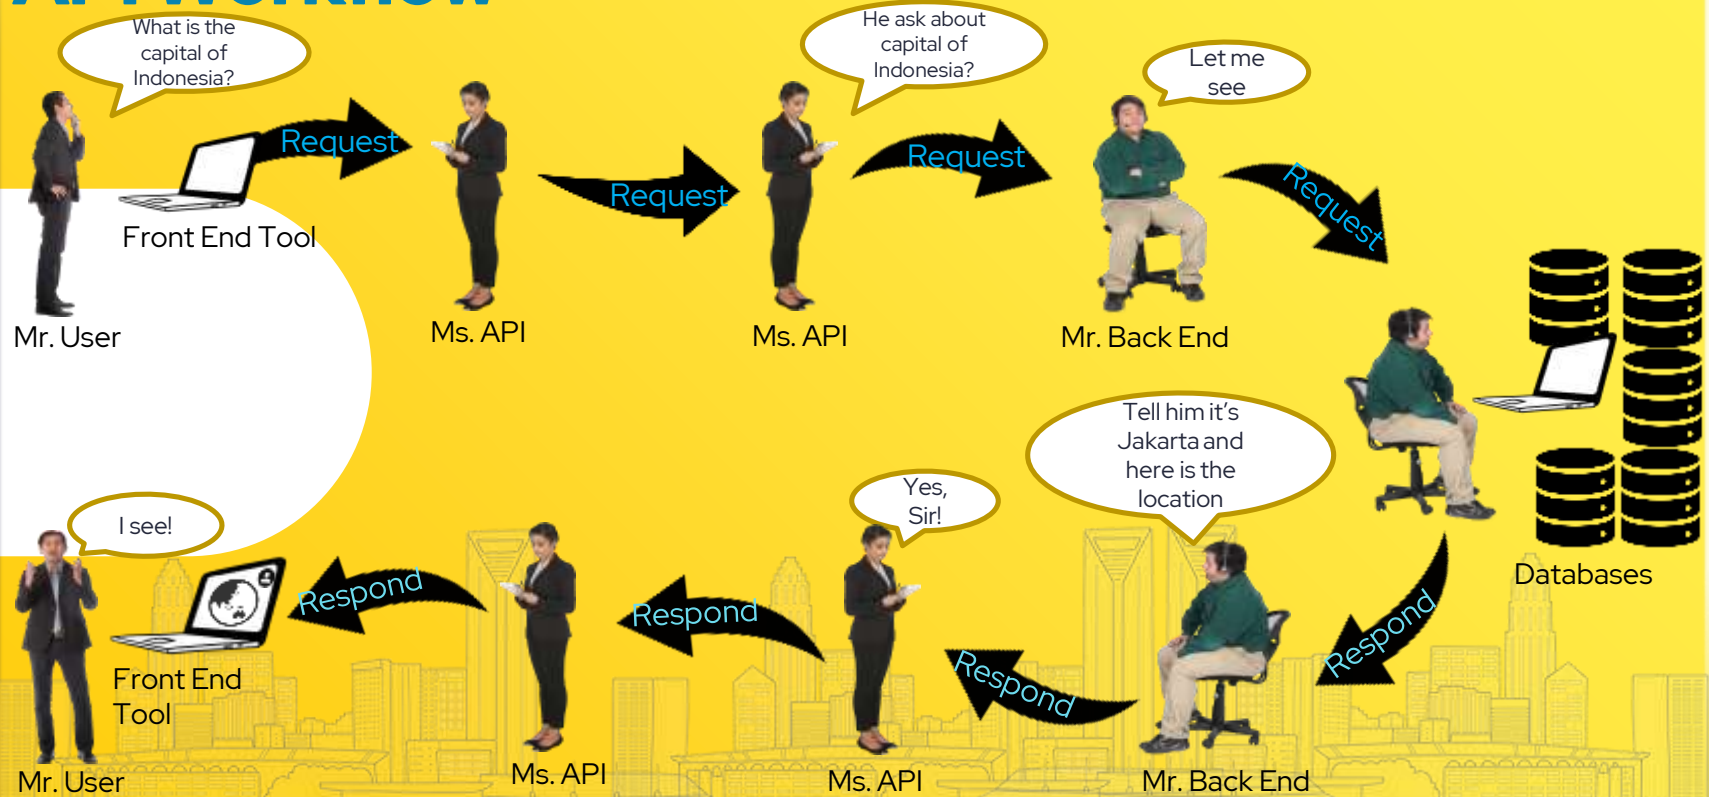 API Workflow
What is the
capital of
Indonesia?
He ask about
capital of
Indonesia?
Let me
see
Request
Request
Request
Request
Front End Tool
Mr. User
Ms. API
Ms. API
Mr. Back End
Tell him it's
Jakarta and
here is the
location
Yes,
Sir!
I see!
Databases
Respond
Respond
Respond
Respond
Front End
Tool
Mr. User
Ms. API
Ms. API
Mr. Back End